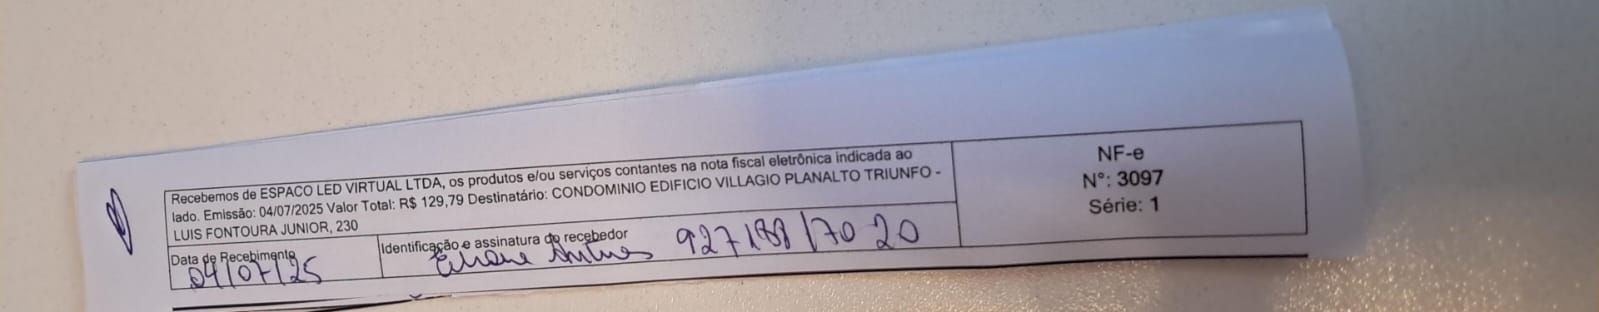 Recebemos de ESPACO LED VIRTUAL LTDA, os produtos e/ou serviços contantes na nota fiscal eletrônica indicada ao
lado. Emissão: 04/07/2025 Valor Total: R$ 129,79 Destinatário: CONDOMINIO EDIFICIO VILLAGIO PLANALTO TRIUNFO -
LUIS FONTOURA JUNIOR, 230
NF-e
N°: 3097
Série: 1
Data de Recebimento
04/07/25
Identificação e assinatura do recebedor
Eliane Antunes 927188170 20